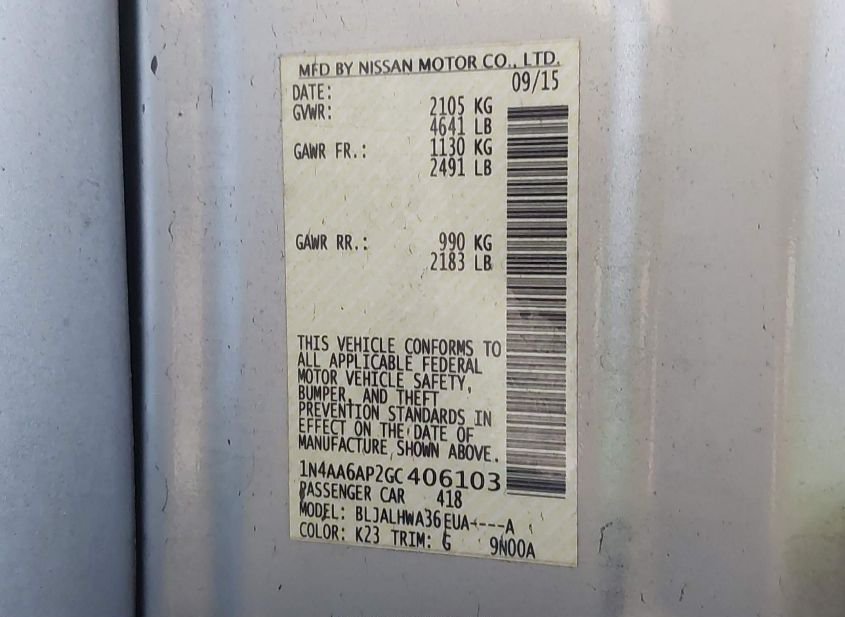 MFD BY NISSAN MOTOR CO., LTD.
DATE: 09/15
GVWR: 2105 KG
4641 LB
GAWR FR.: 1130 KG
2491 LB
GAWR RR.: 990 KG
2183 LB
THIS VEHICLE CONFORMS TO
ALL APPLICABLE FEDERAL
MOTOR VEHICLE SAFETY,
BUMPER, AND THEFT
PREVENTION STANDARDS IN
EFFECT ON THE DATE OF
MANUFACTURE SHOWN ABOVE.
1N4AA6AP2GC406103
PASSENGER CAR 418
MODEL: BLJALHWA36EUA----A
COLOR: K23 TRIM: G 9N00A